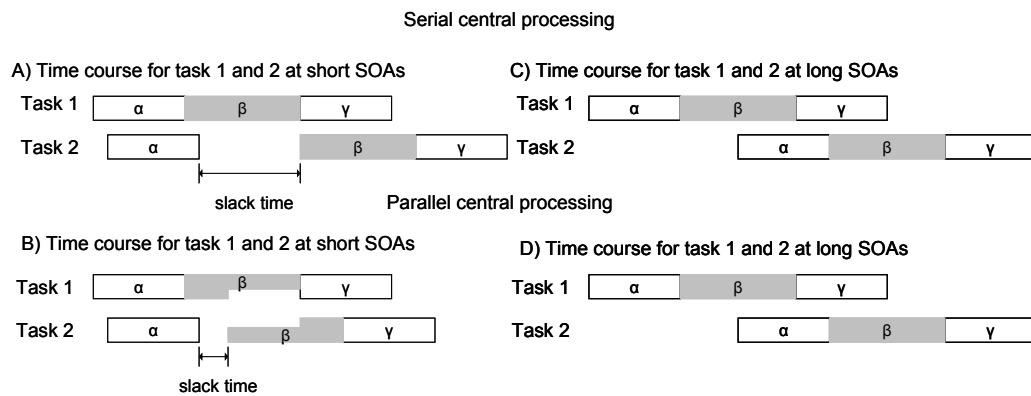 Serial central processing
A) Time course for task 1 and 2 at short SOAs
Task 1 α β γ
Task 2 α β γ
slack time
C) Time course for task 1 and 2 at long SOAs
Task 1 α β γ
Task 2 α β γ
Parallel central processing
B) Time course for task 1 and 2 at short SOAs
Task 1 α β γ
Task 2 α β γ
slack time
D) Time course for task 1 and 2 at long SOAs
Task 1 α β γ
Task 2 α β γ